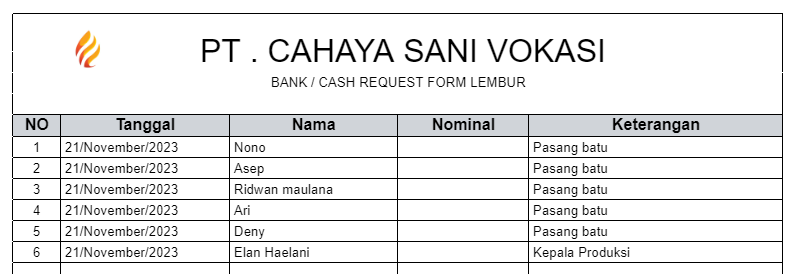 PT . CAHAYA SANI VOKASI
BANK / CASH REQUEST FORM LEMBUR
NO Tanggal Nama Nominal Keterangan
1 21/November/2023 Nono Pasang batu
2 21/November/2023 Asep Pasang batu
3 21/November/2023 Ridwan maulana Pasang batu
4 21/November/2023 Ari Pasang batu
5 21/November/2023 Deny Pasang batu
6 21/November/2023 Elan Haelani Kepala Produksi